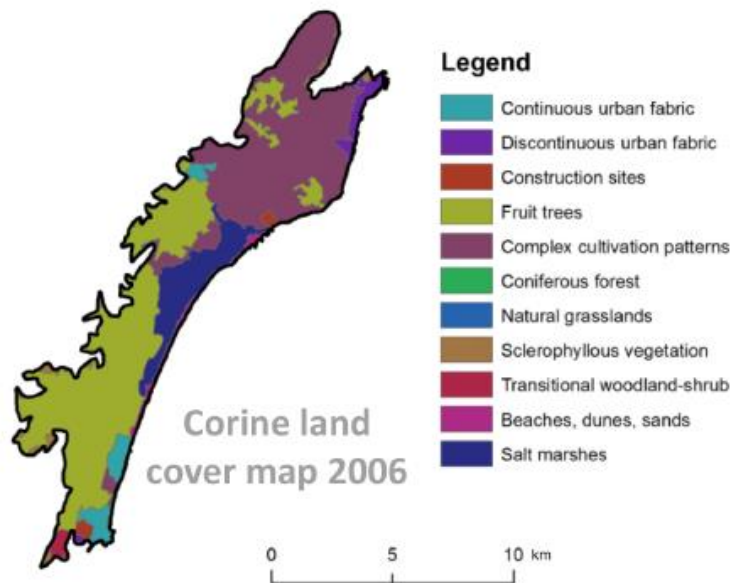 Legend
Continuous urban fabric
Discontinuous urban fabric
Construction sites
Fruit trees
Complex cultivation patterns
Coniferous forest
Natural grasslands
Sclerophyllous vegetation
Transitional woodland-shrub
Beaches, dunes, sands
Salt marshes
Corine land
cover map 2006
0 5 10 km